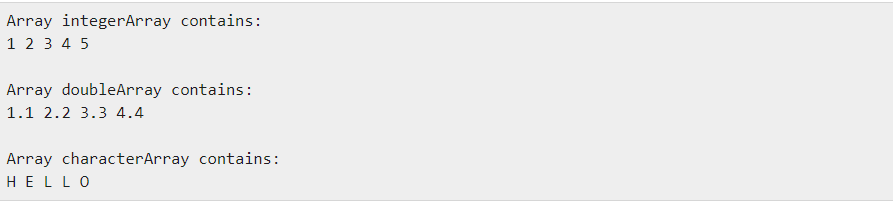 Array integerArray contains:
1 2 3 4 5
Array doubleArray contains:
1.1 2.2 3.3 4.4
Array characterArray contains:
H E L L O